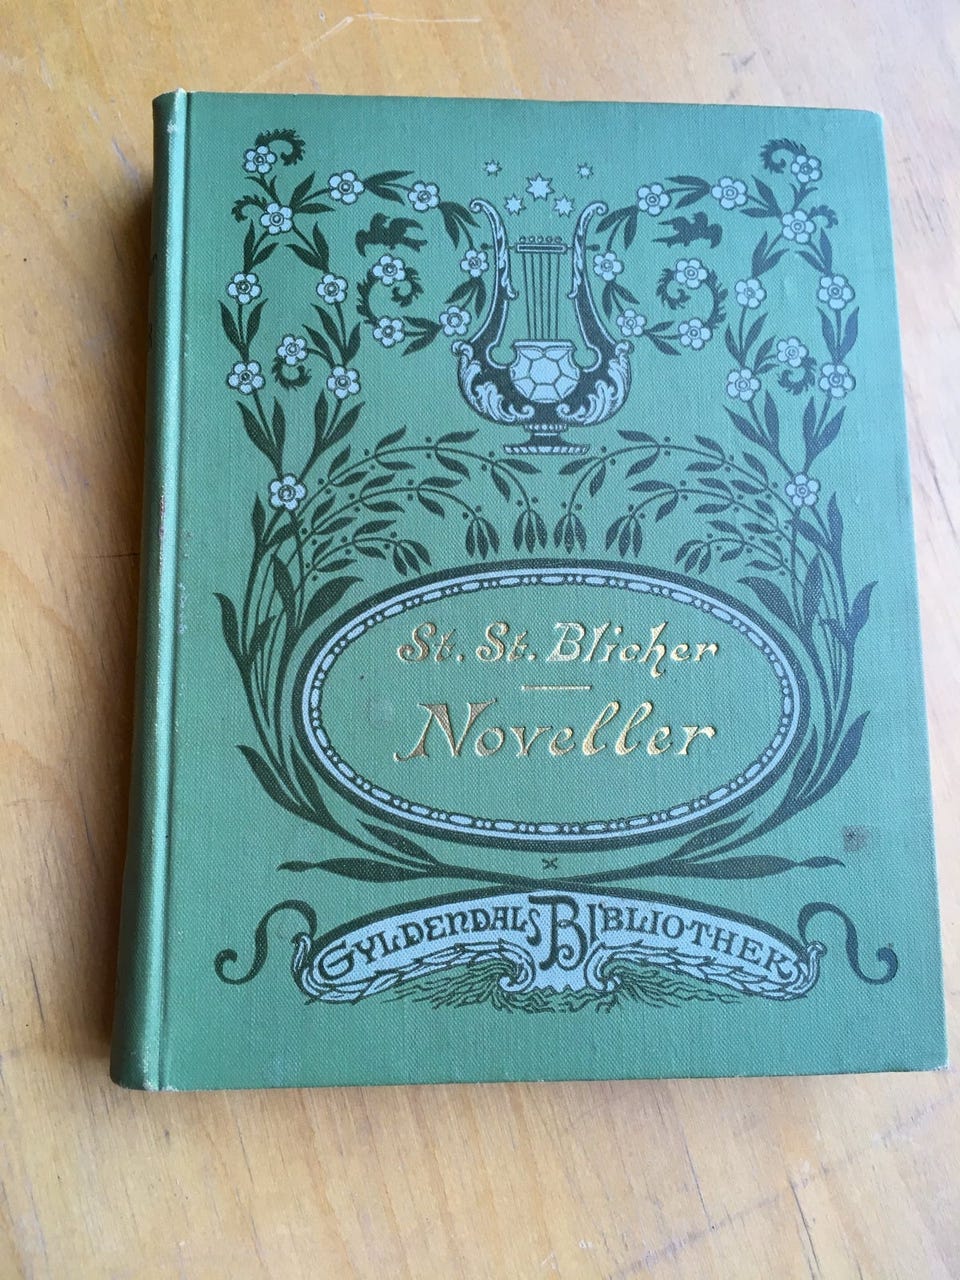 St. St. Blicher
Noveller
GYLDENDALS BIBLIOTHEK